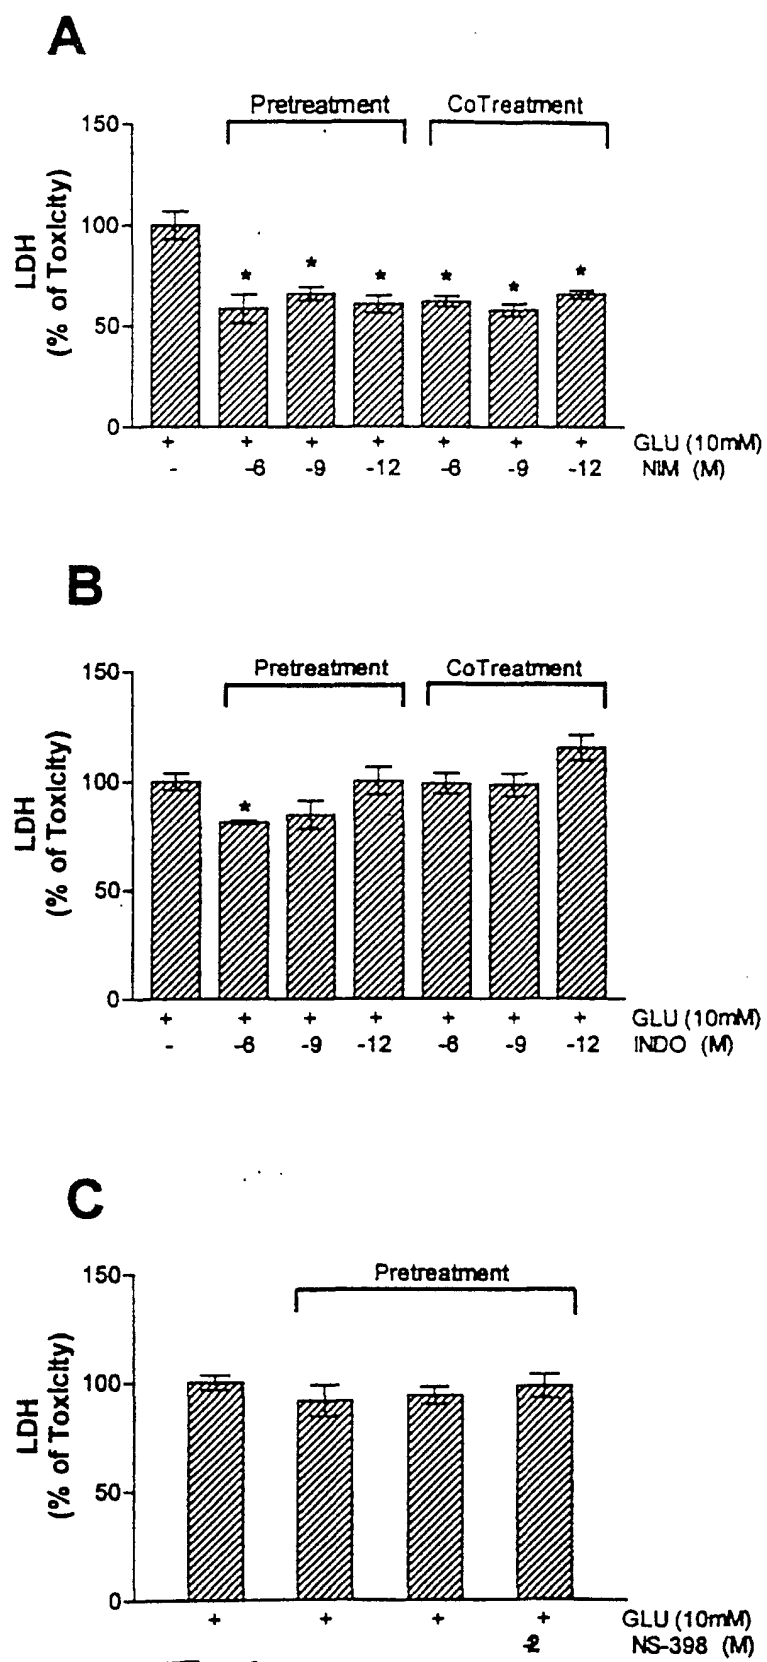 A
Pretreatment CoTreatment
LDH
(% of Toxicity)
150
100
50
0
* * * * * *
+ + + + + + + GLU (10mM)
- -6 -9 -12 -6 -9 -12 NIM (M)
B
Pretreatment CoTreatment
LDH
(% of Toxicity)
150
100
50
0
*
+ + + + + + + GLU (10mM)
- -6 -9 -12 -6 -9 -12 INDO (M)
C
Pretreatment
LDH
(% of Toxicity)
150
100
50
0
+ + + + GLU (10mM)
NS-398 (M)